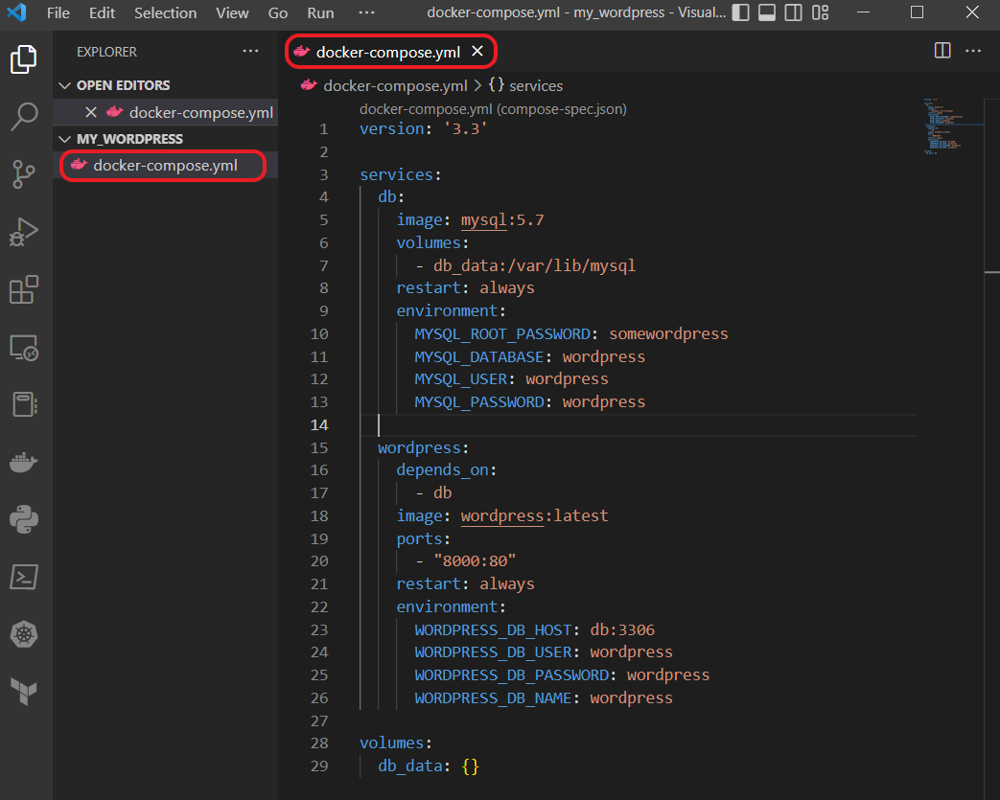 File Edit Selection View Go Run ··· docker-compose.yml - my_wordpress - Visual...
EXPLORER ···
OPEN EDITORS
docker-compose.yml
MY_WORDPRESS
docker-compose.yml
docker-compose.yml
docker-compose.yml > {} services
docker-compose.yml (compose-spec.json)
1 version: '3.3'
2
3 services:
4   db:
5     image: mysql:5.7
6     volumes:
7       - db_data:/var/lib/mysql
8     restart: always
9     environment:
10       MYSQL_ROOT_PASSWORD: somewordpress
11       MYSQL_DATABASE: wordpress
12       MYSQL_USER: wordpress
13       MYSQL_PASSWORD: wordpress
14
15   wordpress:
16     depends_on:
17       - db
18     image: wordpress:latest
19     ports:
20       - "8000:80"
21     restart: always
22     environment:
23       WORDPRESS_DB_HOST: db:3306
24       WORDPRESS_DB_USER: wordpress
25       WORDPRESS_DB_PASSWORD: wordpress
26       WORDPRESS_DB_NAME: wordpress
27
28 volumes:
29   db_data: {}